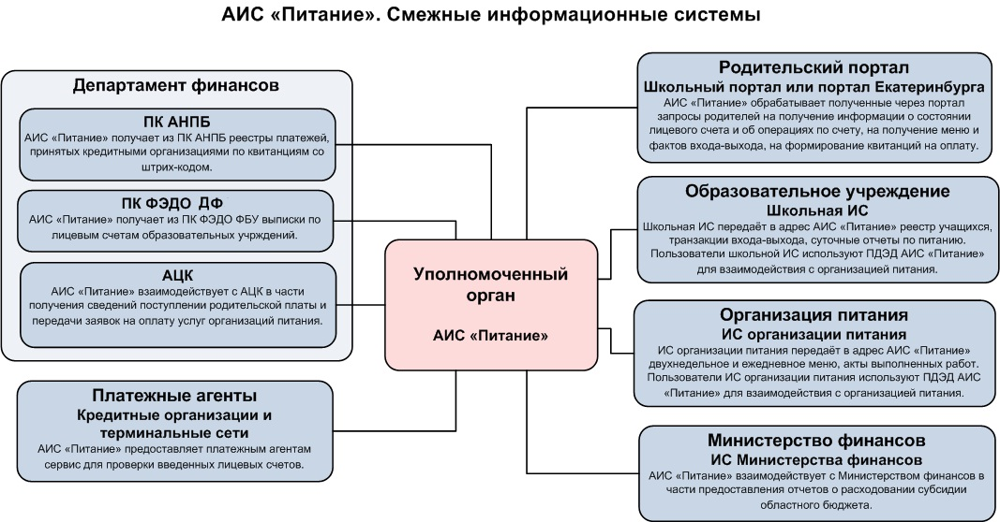 АИС «Питание». Смежные информационные системы
Департамент финансов
ПК АНПБ
АИС «Питание» получает из ПК АНПБ реестры платежей,
принятых кредитными организациями по квитанциям со
штрих-кодом.
ПК ФЭДО ДФ
АИС «Питание» получает из ПК ФЭДО ФБУ выписки по
лицевым счетам образовательных учрждений.
АЦК
АИС «Питание» взаимодействует с АЦК в части
получения сведений поступлении родительской платы и
передачи заявок на оплату услуг организаций питания.
Платежные агенты
Кредитные организации и
терминальные сети
АИС «Питание» предоставляет платежным агентам
сервис для проверки введенных лицевых счетов.
Уполномоченный
орган
АИС «Питание»
Родительский портал
Школьный портал или портал Екатеринбурга
АИС «Питание» обрабатывает полученные через портал
запросы родителей на получение информации о состоянии
лицевого счета и об операциях по счету, на получение меню и
фактов входа-выхода, на формирование квитанций на оплату.
Образовательное учреждение
Школьная ИС
Школьная ИС передаёт в адрес АИС «Питание» реестр учащихся,
транзакции входа-выхода, суточные отчеты по питанию.
Пользователи школьной ИС используют ПДЭД АИС «Питание»
для взаимодействия с организацией питания.
Организация питания
ИС организации питания
ИС организации питания передаёт в адрес АИС «Питание»
двухнедельное и ежедневное меню, акты выполненных работ.
Пользователи ИС организации питания используют ПДЭД АИС
«Питание» для взаимодействия с организацией питания.
Министерство финансов
ИС Министерства финансов
АИС «Питание» взаимодействует с Министерством финансов в
части предоставления отчетов о расходовании субсидии
областного бюджета.